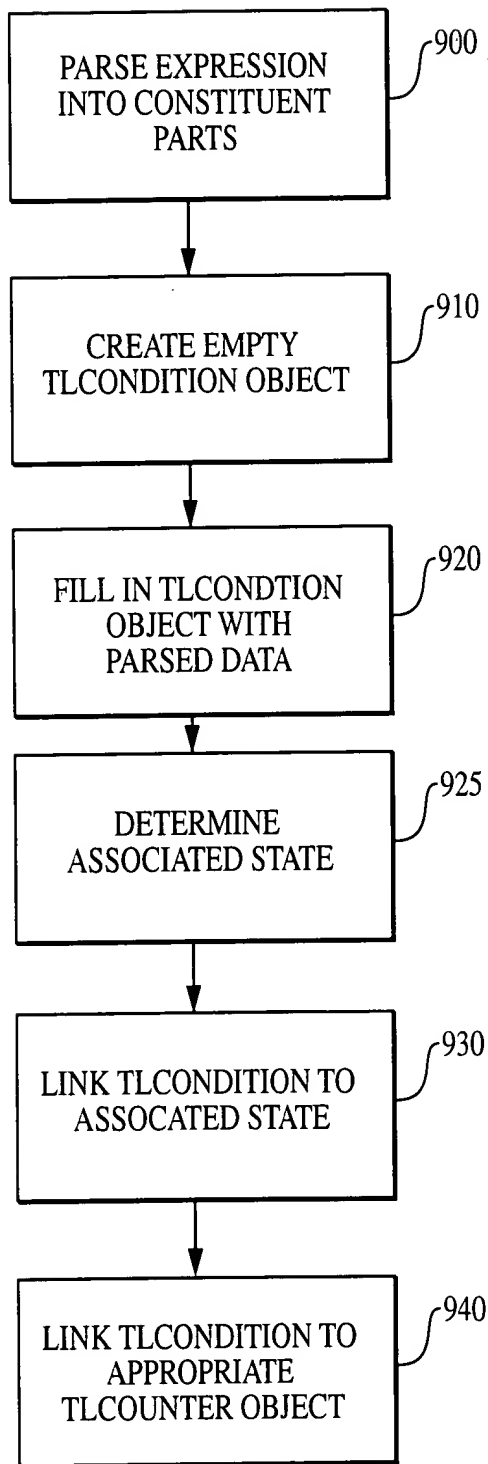 PARSE EXPRESSION
INTO CONSTITUENT
PARTS
900
CREATE EMPTY
TLCONDITION OBJECT
910
FILL IN TLCONDTION
OBJECT WITH
PARSED DATA
920
DETERMINE
ASSOCIATED STATE
925
LINK TLCONDITION TO
ASSOCATED STATE
930
LINK TLCONDITION TO
APPROPRIATE
TLCOUNTER OBJECT
940